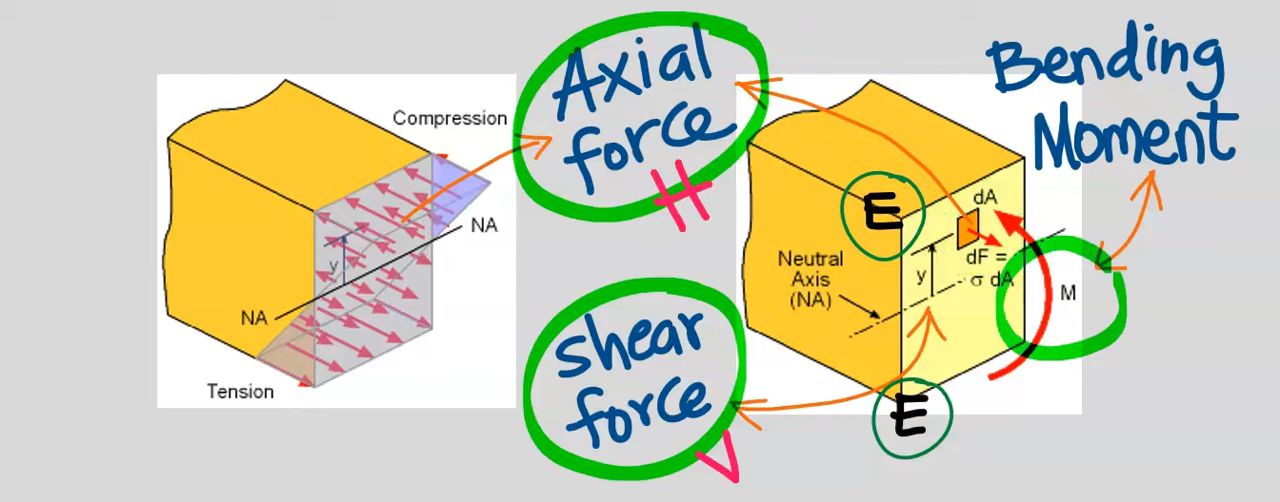 Compression
NA
y
NA
Tension
Axial
force
H
shear
force
V
Bending
Moment
E
dA
Neutral
Axis
(NA)
y
dF =
σ dA
M
E